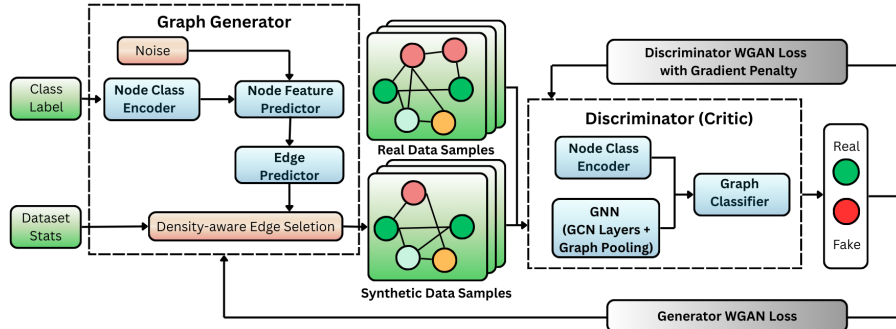 Graph Generator
Noise
Class
Label
Node Class
Encoder
Node Feature
Predictor
Edge
Predictor
Dataset
Stats
Density-aware Edge Seletion
Real Data Samples
Synthetic Data Samples
Discriminator WGAN Loss
with Gradient Penalty
Discriminator (Critic)
Node Class
Encoder
GNN
(GCN Layers +
Graph Pooling)
Graph
Classifier
Real
Fake
Generator WGAN Loss